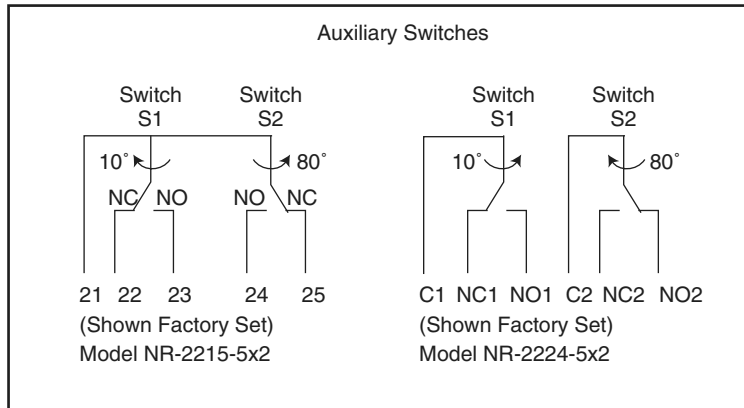 Auxiliary Switches
Switch S1
Switch S2
Switch S1
Switch S2
10˚
80˚
10˚
80˚
NC NO
NO NC
21 22 23 24 25
C1 NC1 NO1 C2 NC2 NO2
(Shown Factory Set)
Model NR-2215-5x2
(Shown Factory Set)
Model NR-2224-5x2